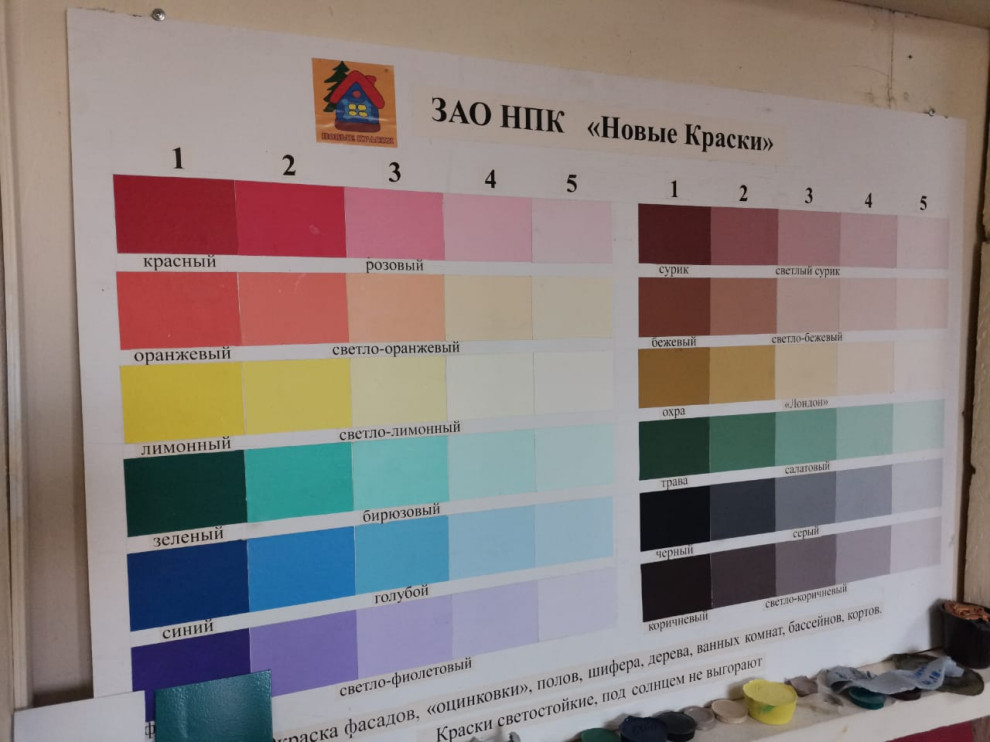 НОВЫЕ КРАСКИ
ЗАО НПК «Новые Краски»
1 2 3 4 5
красный розовый
оранжевый светло-оранжевый
лимонный светло-лимонный
зеленый бирюзовый
синий голубой
светло-фиолетовый
1 2 3 4 5
сурик светлый сурик
бежевый светло-бежевый
охра «Лондон»
трава салатовый
черный серый
коричневый светло-коричневый
фасадов, «оцинковки», полов, шифера, дерева, ванных комнат, бассейнов, кортов.
Краски светостойкие, под солнцем не выгорают